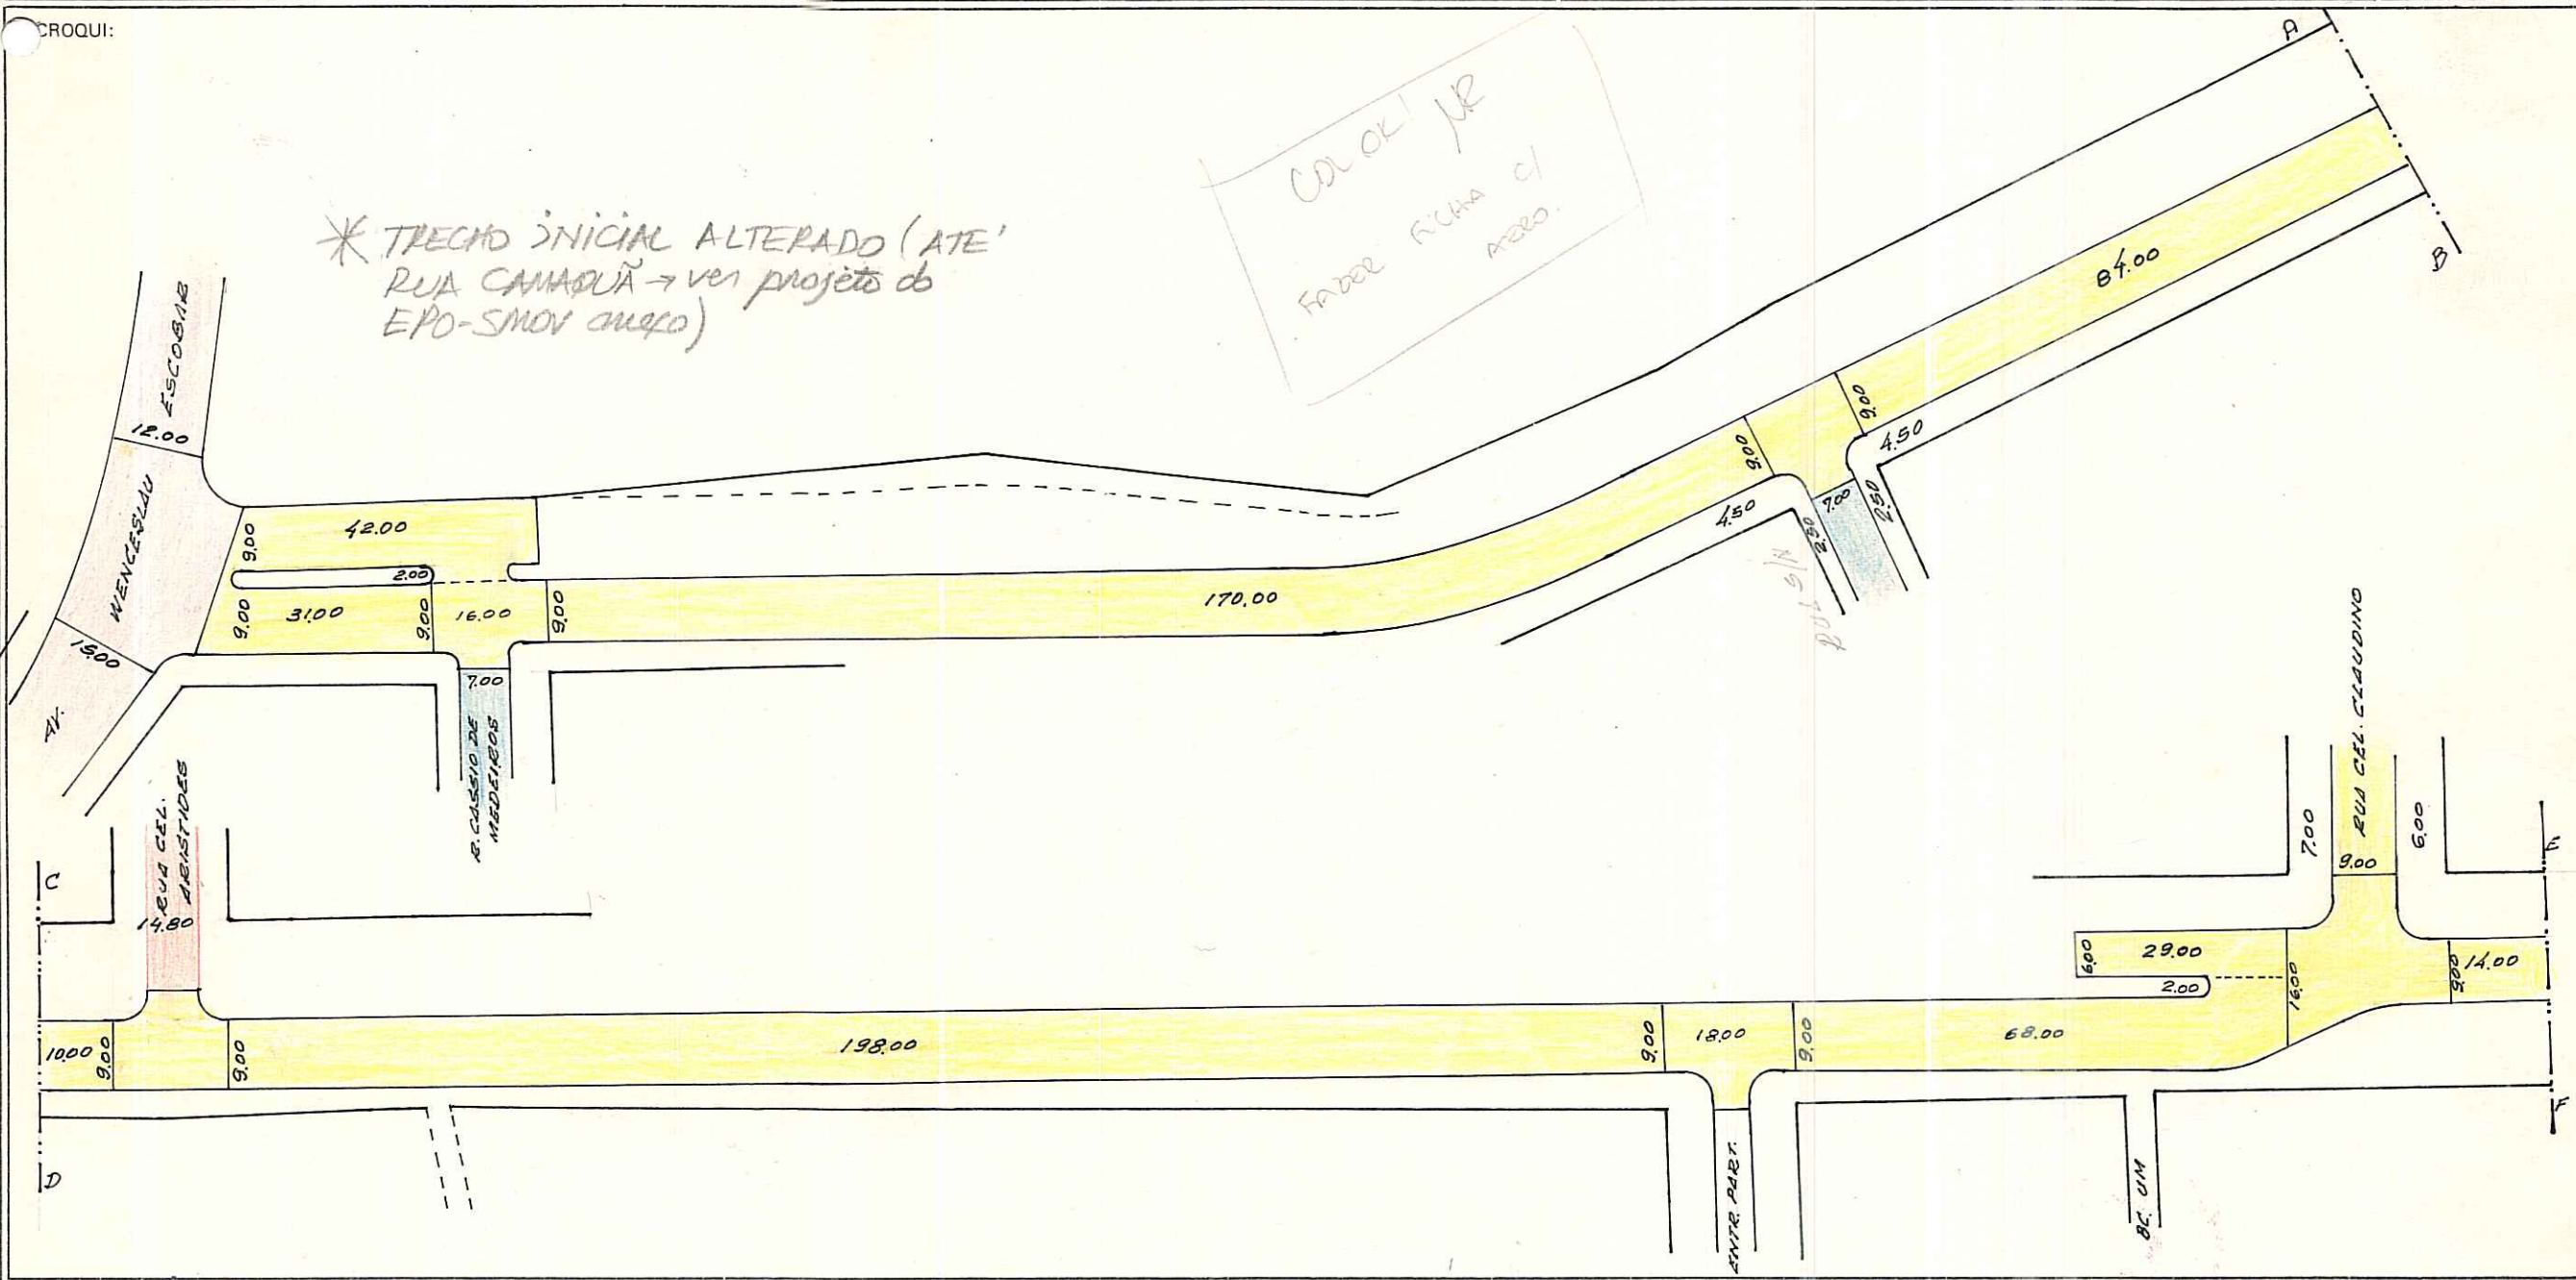 CROQUI:
A
B
* TRECHO INICIAL ALTERADO (ATE'
RUA CAMAQUÃ → ver projeto do
EPO-SMOV anexo)
COL OK! NR
FAZER FICHA C/
AERO.
AV. WENCESLAU ESCOBAR
12.00
15.00
9.00
42.00
2.00
9.00
31.00
9.00
16.00
9.00
170.00
9.00
9.00
84.00
4.50
4.50
2.50
7.00
2.50
RUA S/N
7.00
R. CASSIO DE
MEDEIROS
C
D
RUA CEL.
ARISTIDES
14.80
10.00
9.00
9.00
198.00
9.00
18.00
9.00
68.00
ENTR. PART.
BC. UM
6.00
29.00
2.00
16.00
7.00
9.00
RUA CEL. CLAUDINO
6.00
9.00
14.00
E
F